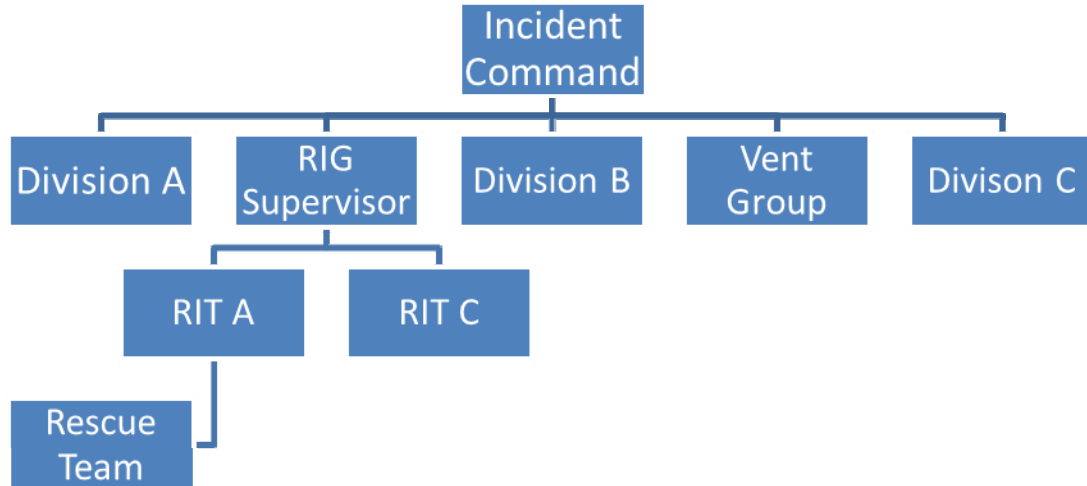 Incident
Command
Division A
RIG
Supervisor
Division B
Vent
Group
Divison C
RIT A
RIT C
Rescue
Team